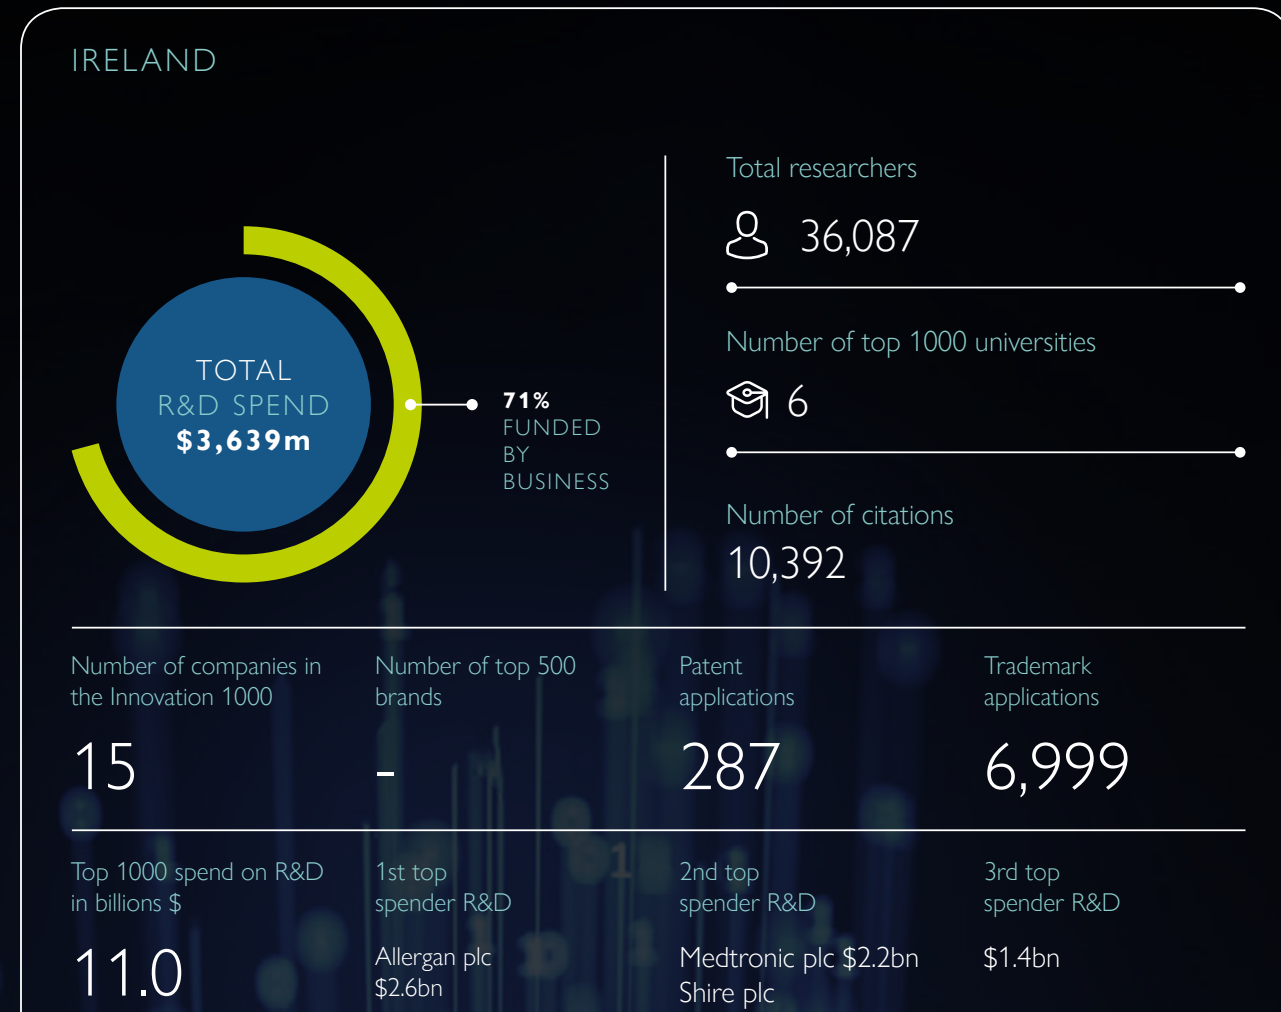 IRELAND
TOTAL
R&D SPEND
$3,639m
71%
FUNDED
BY
BUSINESS
Total researchers
36,087
Number of top 1000 universities
6
Number of citations
10,392
Number of companies in
the Innovation 1000
15
Number of top 500
brands
-
Patent
applications
287
Trademark
applications
6,999
Top 1000 spend on R&D
in billions $
11.0
1st top
spender R&D
Allergan plc
$2.6bn
2nd top
spender R&D
Medtronic plc $2.2bn
Shire plc
3rd top
spender R&D
$1.4bn